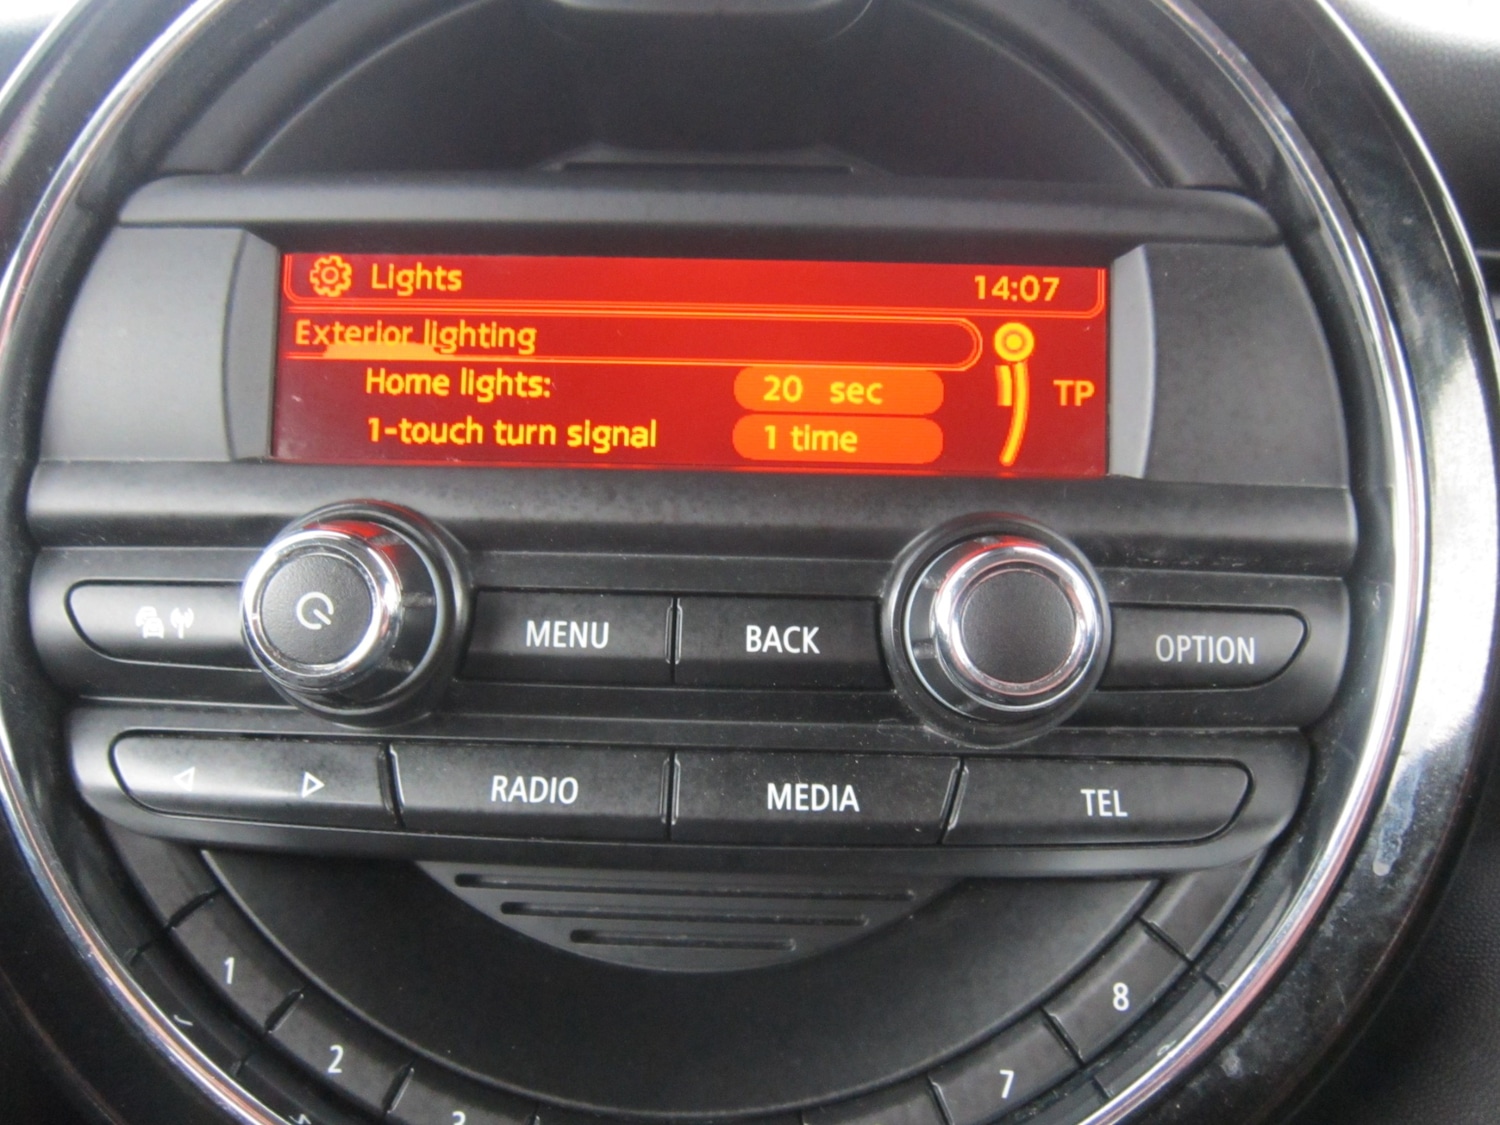 Lights 14:07
Exterior lighting
Home lights: 20 sec TP
1-touch turn signal 1 time
MENU BACK OPTION
RADIO MEDIA TEL
1 8
2 7
3